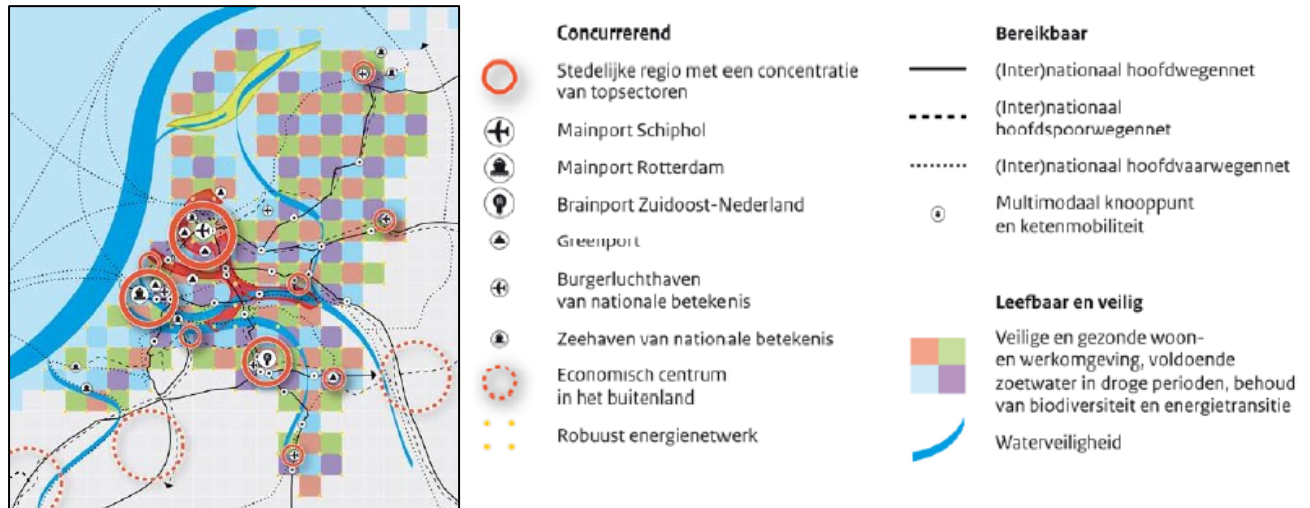 Concurrerend
Stedelijke regio met een concentratie
van topsectoren
Mainport Schiphol
Mainport Rotterdam
Brainport Zuidoost-Nederland
Greenport
Burgerluchthaven
van nationale betekenis
Zeehaven van nationale betekenis
Economisch centrum
in het buitenland
Robuust energienetwerk
Bereikbaar
(Inter)nationaal hoofdwegennet
(Inter)nationaal
hoofdspoorwegennet
(Inter)nationaal hoofdvaarwegennet
Multimodaal knooppunt
en ketenmobiliteit
Leefbaar en veilig
Veilige en gezonde woon-
en werkomgeving, voldoende
zoetwater in droge perioden, behoud
van biodiversiteit en energietransitie
Waterveiligheid